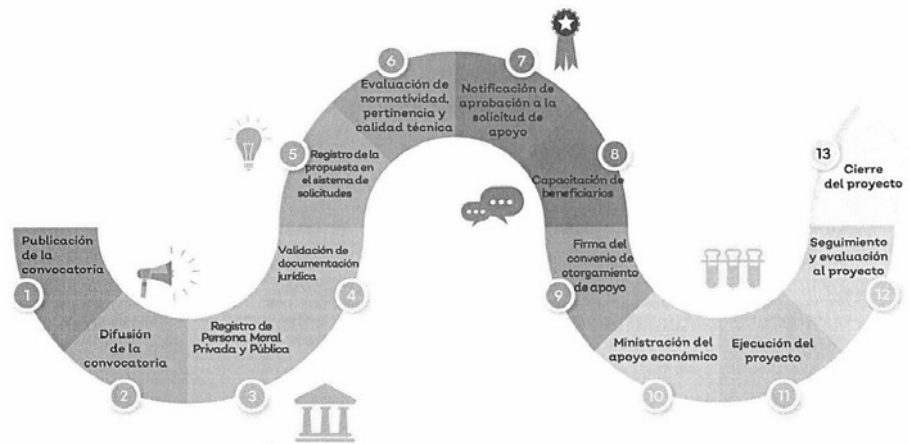 1
Publicación
de la
convocatoria
2
Difusión
de la
convocatoria
3
Registro de
Persona Moral
Privada y Pública
4
Validación de
documentación
jurídica
5
Registro de la
propuesta en
el sistema de
solicitudes
6
Evaluación de
normatividad,
pertinencia y
calidad técnica
7
Notificación de
aprobación a la
solicitud de
apoyo
8
Capacitación de
beneficiarios
9
Firma del
convenio de
otorgamiento
de apoyo
10
Ministración del
apoyo económico
11
Ejecución del
proyecto
12
Seguimiento
y evaluación
al proyecto
13
Cierre
del proyecto